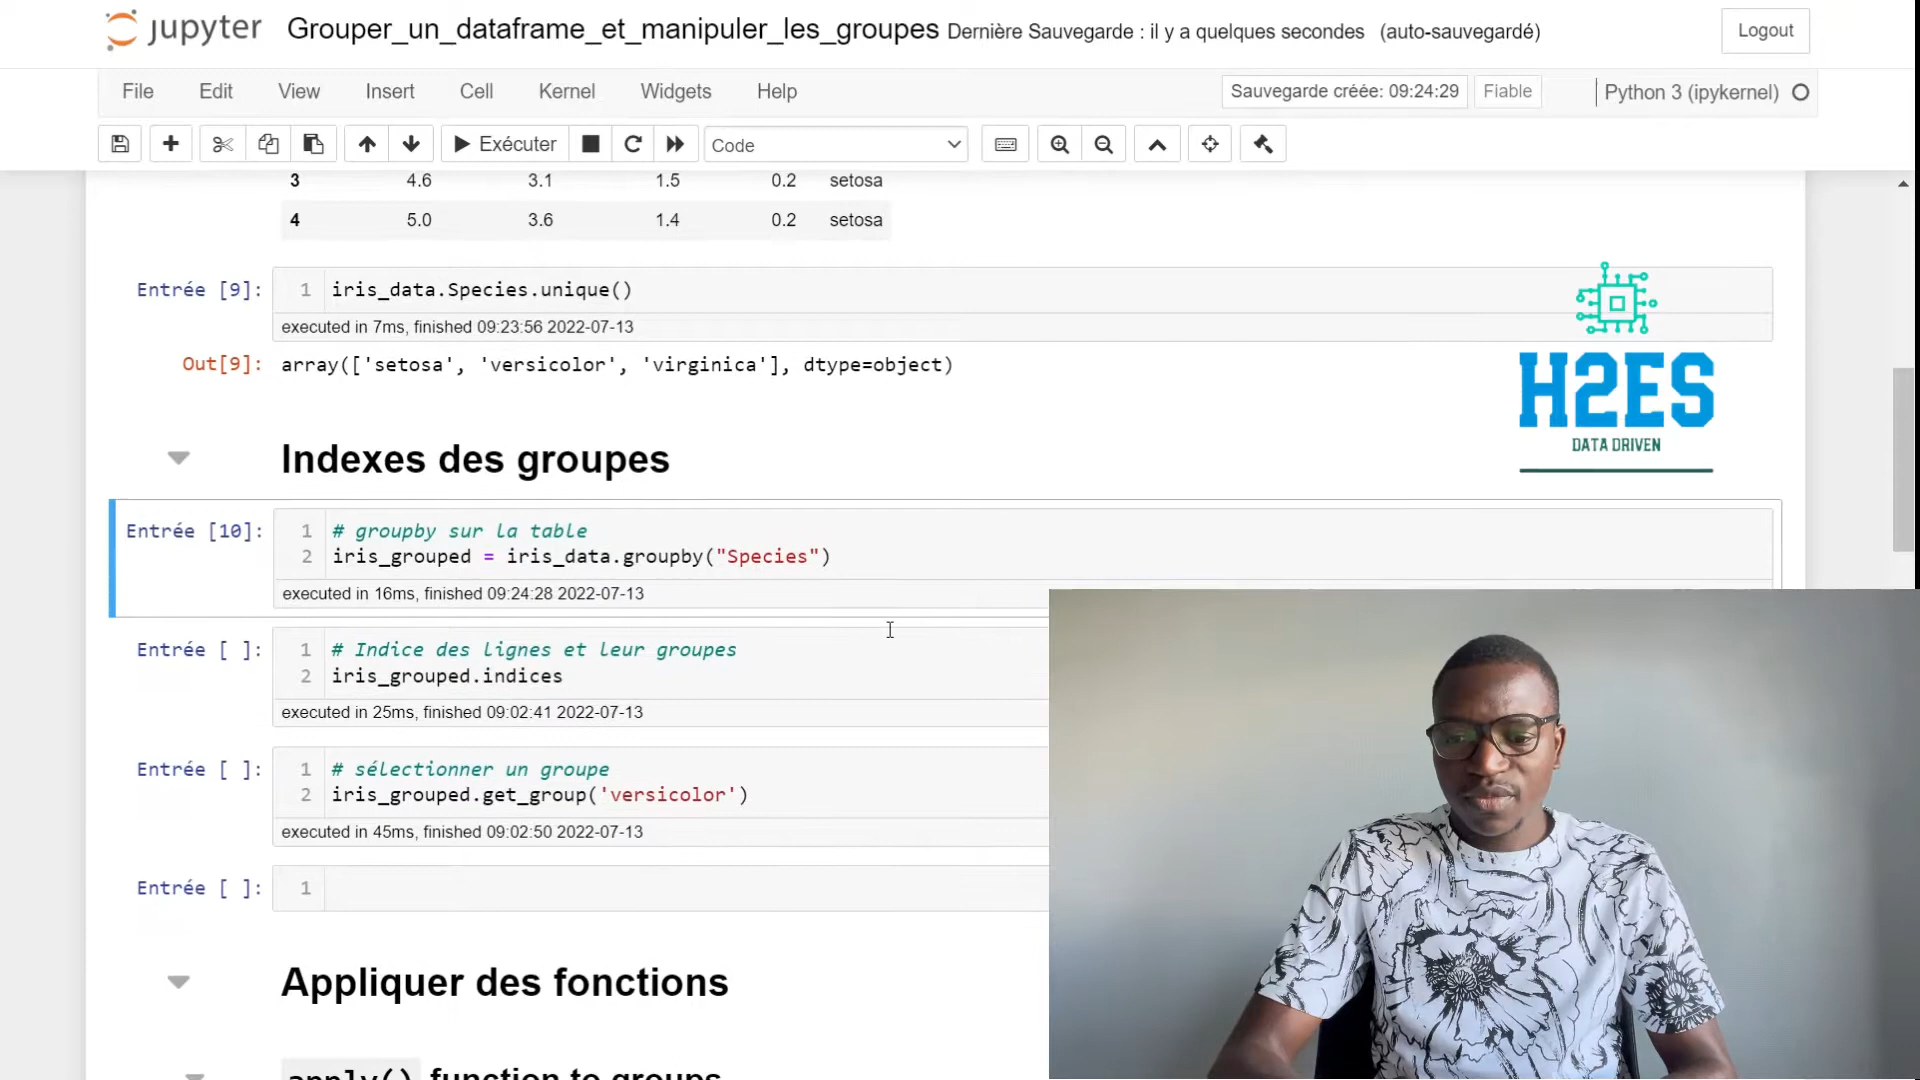 jupyter Grouper_un_dataframe_et_manipuler_les_groupes Dernière Sauvegarde : il y a quelques secondes (auto-sauvegardé) Logout
File Edit View Insert Cell Kernel Widgets Help Sauvegarde créée: 09:24:29 Fiable Python 3 (ipykernel)
Exécuter Code
3 4.6 3.1 1.5 0.2 setosa
4 5.0 3.6 1.4 0.2 setosa
Entrée [9]: 1 iris_data.Species.unique()
executed in 7ms, finished 09:23:56 2022-07-13
Out[9]: array(['setosa', 'versicolor', 'virginica'], dtype=object)
H2ES
DATA DRIVEN
Indexes des groupes
Entrée [10]: 1 # groupby sur la table
2 iris_grouped = iris_data.groupby("Species")
executed in 16ms, finished 09:24:28 2022-07-13
Entrée [ ]: 1 # Indice des lignes et leur groupes
2 iris_grouped.indices
executed in 25ms, finished 09:02:41 2022-07-13
Entrée [ ]: 1 # sélectionner un groupe
2 iris_grouped.get_group('versicolor')
executed in 45ms, finished 09:02:50 2022-07-13
Entrée [ ]: 1
Appliquer des fonctions
apply() function to groups